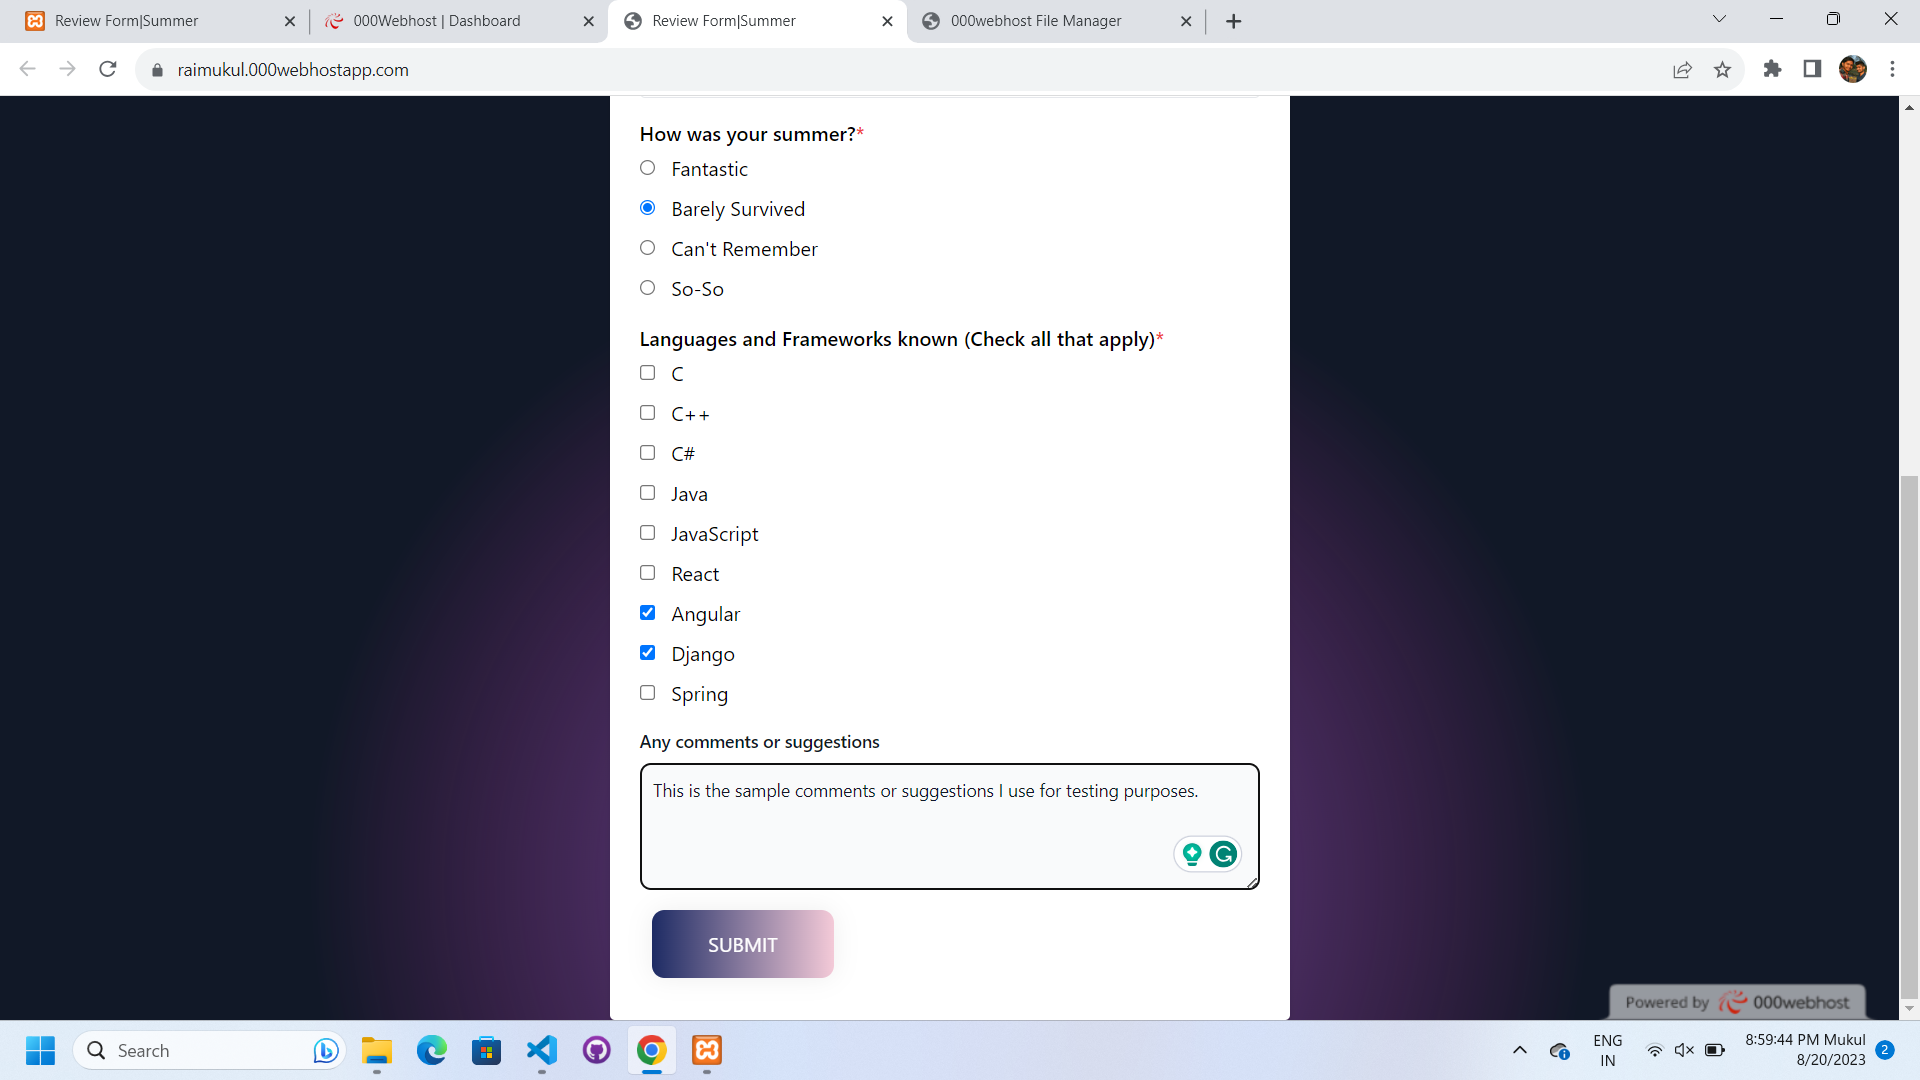 Review Form|Summer
000Webhost | Dashboard
Review Form|Summer
000webhost File Manager
raimukul.000webhostapp.com
How was your summer?*
Fantastic
Barely Survived
Can't Remember
So-So
Languages and Frameworks known (Check all that apply)*
C
C++
C#
Java
JavaScript
React
Angular
Django
Spring
Any comments or suggestions
This is the sample comments or suggestions I use for testing purposes.
SUBMIT
Powered by 000webhost
Search
ENG
IN
8:59:44 PM Mukul
8/20/2023
2